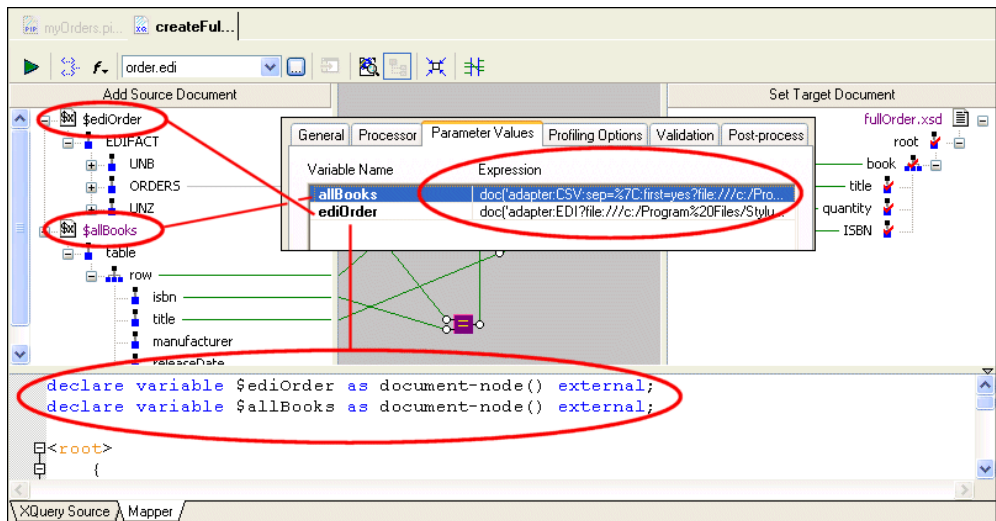 myOrders.pi... createFul...
order.edi
Add Source Document
Set Target Document
$ediOrder
EDIFACT
UNB
ORDERS
UNZ
$allBooks
table
row
isbn
title
manufacturer
releaseDate
General Processor Parameter Values Profiling Options Validation Post-process
Variable Name Expression
allBooks doc('adapter:CSV:sep=%7C:first=yes?file:///c:/Pro...
ediOrder doc('adapter:EDI?file:///c:/Program%20Files/Stylu...
fullOrder.xsd
root
book
title
quantity
ISBN
declare variable $ediOrder as document-node() external;
declare variable $allBooks as document-node() external;
<root>
{
XQuery Source Mapper